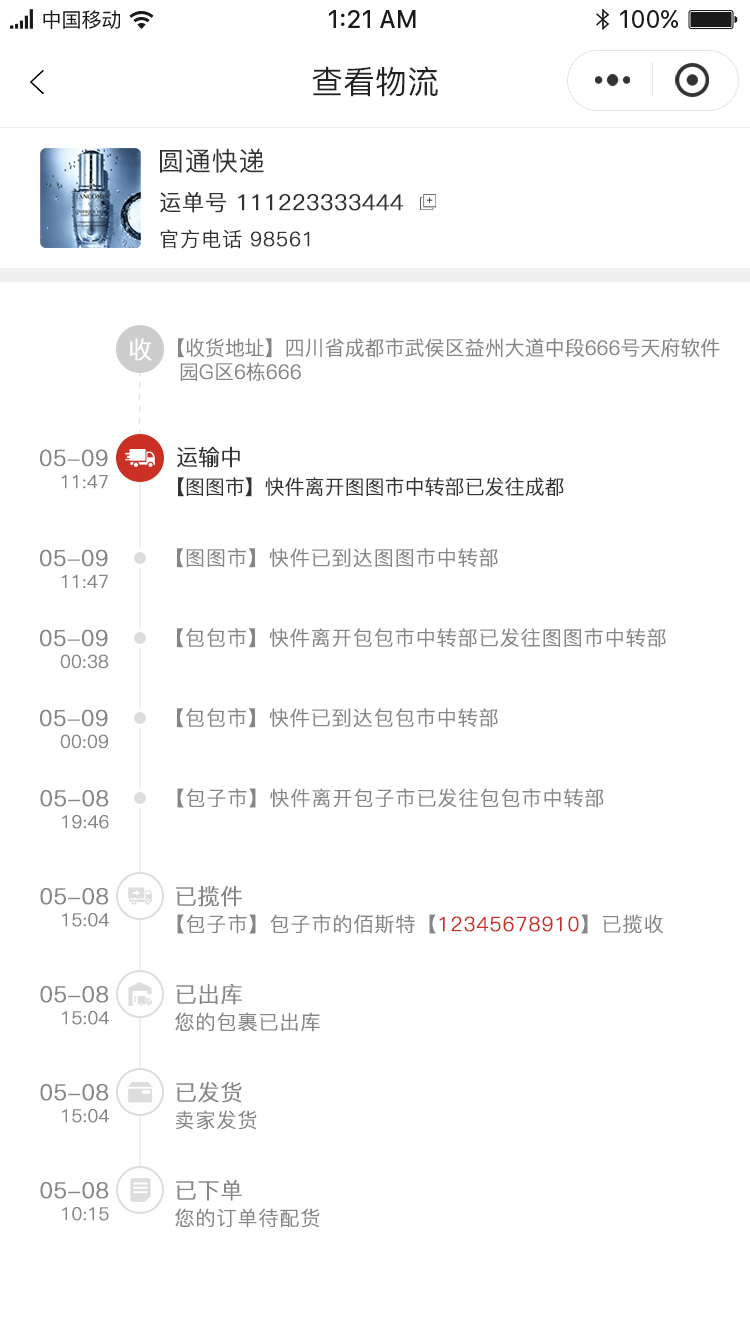 中国移动 1:21 AM 100%
查看物流
圆通快递
运单号 111223333444
官方电话 98561
LANCOME
收 【收货地址】四川省成都市武侯区益州大道中段666号天府软件
园G区6栋666
05–09 运输中
11:47 【图图市】快件离开图图市中转部已发往成都
05–09 【图图市】快件已到达图图市中转部
11:47
05–09 【包包市】快件离开包包市中转部已发往图图市中转部
00:38
05–09 【包包市】快件已到达包包市中转部
00:09
05–08 【包子市】快件离开包子市已发往包包市中转部
19:46
05–08 已揽件
15:04 【包子市】包子市的佰斯特【12345678910】已揽收
05–08 已出库
15:04 您的包裹已出库
05–08 已发货
15:04 卖家发货
05–08 已下单
10:15 您的订单待配货